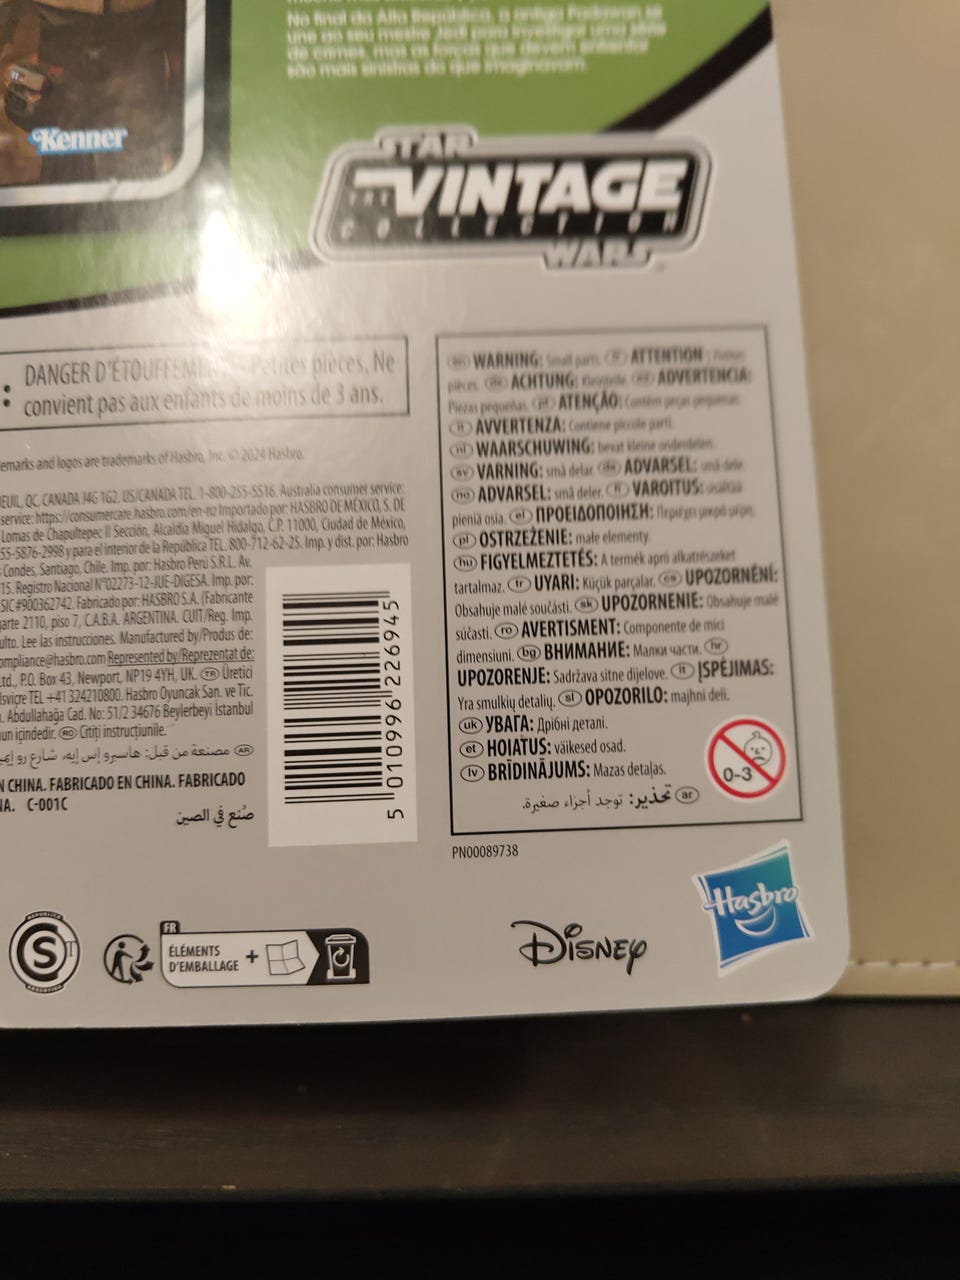 No final da Alta República, a antiga Padawan se
une ao seu mestre Jedi para investigar uma série
de crimes, mas as forças que devem enfrentar
são mais sinistras do que imaginavam.
Kenner
STAR
THE VINTAGE
COLLECTION
WARS
DANGER D'ÉTOUFFEMENT - Petites pièces. Ne
convient pas aux enfants de moins de 3 ans.
emarks and logos are trademarks of Hasbro, Inc. © 2024 Hasbro.
EUIL, QC, CANADA J4G 1G2. US/CANADA TEL. 1-800-255-5516. Australia consumer service:
service: https://consumercare.hasbro.com/en-nz Importado por: HASBRO DE MÉXICO, S. DE
Lomas de Chapultepec II Sección, Alcaldía Miguel Hidalgo, C.P. 11000, Ciudad de México,
55-5876-2998 y para el interior de la República TEL. 800-712-62-25. Imp. y dist. por: Hasbro
Condes, Santiago, Chile. Imp. por: Hasbro Perú S.R.L. Av.
15. Registro Nacional N°02273-12-JUE-DIGESA. Imp. por:
SIC #900362742. Fabricado por: HASBRO S.A. (Fabricante
garte 2110, piso 7, C.A.B.A. ARGENTINA. CUIT/Reg. Imp.
ulto. Lee las instrucciones. Manufactured by/Produs de:
ompliance@hasbro.com Represented by/Reprezentat de:
Ltd., P.O. Box 43, Newport, NP19 4YH, UK. TR Üretici
İsviçre TEL +41 324210800. Hasbro Oyuncak San. ve Tic.
. Abdullahağa Cad. No: 51/2 34676 Beylerbeyi İstanbul
un içindedir. RO Citiți instrucțiunile.
AR مصنعة من قبل: هاسبرو إس إيه، شارع رو
N CHINA. FABRICADO EN CHINA. FABRICADO
NA. C-001C
صُنع في الصين
5 010996 226945
en WARNING: Small parts. fr ATTENTION : Petites
pièces. de ACHTUNG: Kleinteile. es ADVERTENCIA:
Piezas pequeñas. pt ATENÇÃO: Contém peças pequenas.
it AVVERTENZA: Contiene piccole parti.
nl WAARSCHUWING: bevat kleine onderdelen.
sv VARNING: små delar. da ADVARSEL: små dele.
no ADVARSEL: små deler. fi VAROITUS: sisältää
pieniä osia. el ΠΡΟΕΙΔΟΠΟΙΗΣΗ: Περιέχει μικρά μέρη.
pl OSTRZEŻENIE: małe elementy.
hu FIGYELMEZTETÉS: A termék apró alkatrészeket
tartalmaz. tr UYARI: Küçük parçalar. cs UPOZORNĚNÍ:
Obsahuje malé součásti. sk UPOZORNENIE: Obsahuje malé
súčasti. ro AVERTISMENT: Componente de mici
dimensiuni. bg ВНИМАНИЕ: Малки части. hr
UPOZORENJE: Sadržava sitne dijelove. lt ĮSPĖJIMAS:
Yra smulkių detalių. sl OPOZORILO: majhni deli.
uk УВАГА: Дрібні деталі.
et HOIATUS: väikesed osad.
lv BRĪDINĀJUMS: Mazas detaļas.
ar تحذير: توجد أجزاء صغيرة.
0-3
PN00089738
REPUBLICA
S T
ARGENTINA
FR
ÉLÉMENTS
D'EMBALLAGE +
Disney
Hasbro